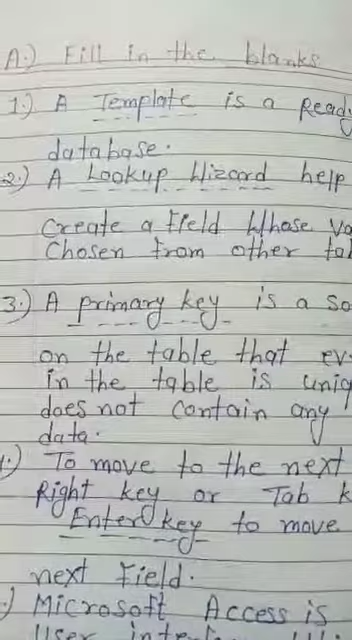 A.) Fill in the blanks
1.) A Template is a Ready
database.
2.) A Lookup Wizard help
Create a Field Whose Va
Chosen from other tab
3.) A primary key is a So
on the table that eve
in the table is uniq
does not contain any
data.
4.) To move to the next
Right key or Tab k
Enter key to move
next Field.
.) Microsoft Access is
User